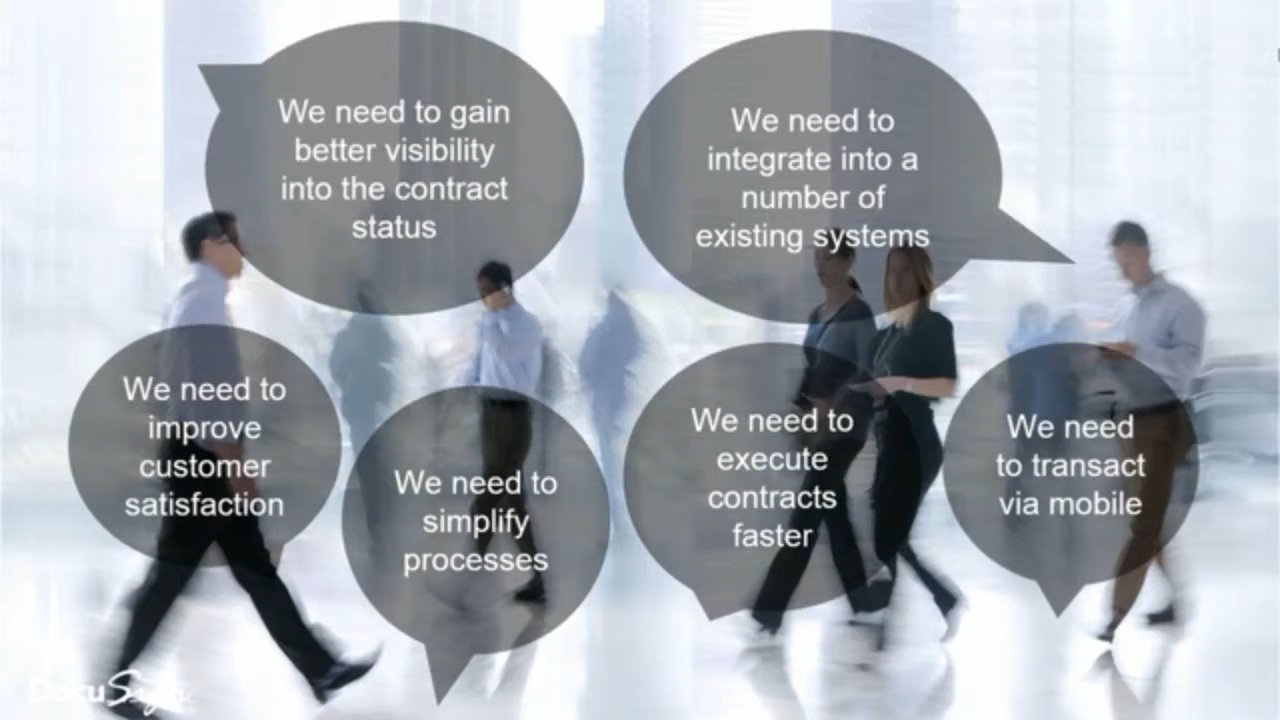 We need to gain
better visibility
into the contract
status
We need to
integrate into a
number of
existing systems
We need to
improve
customer
satisfaction
We need to
simplify
processes
We need to
execute
contracts
faster
We need
to transact
via mobile
DocuSign